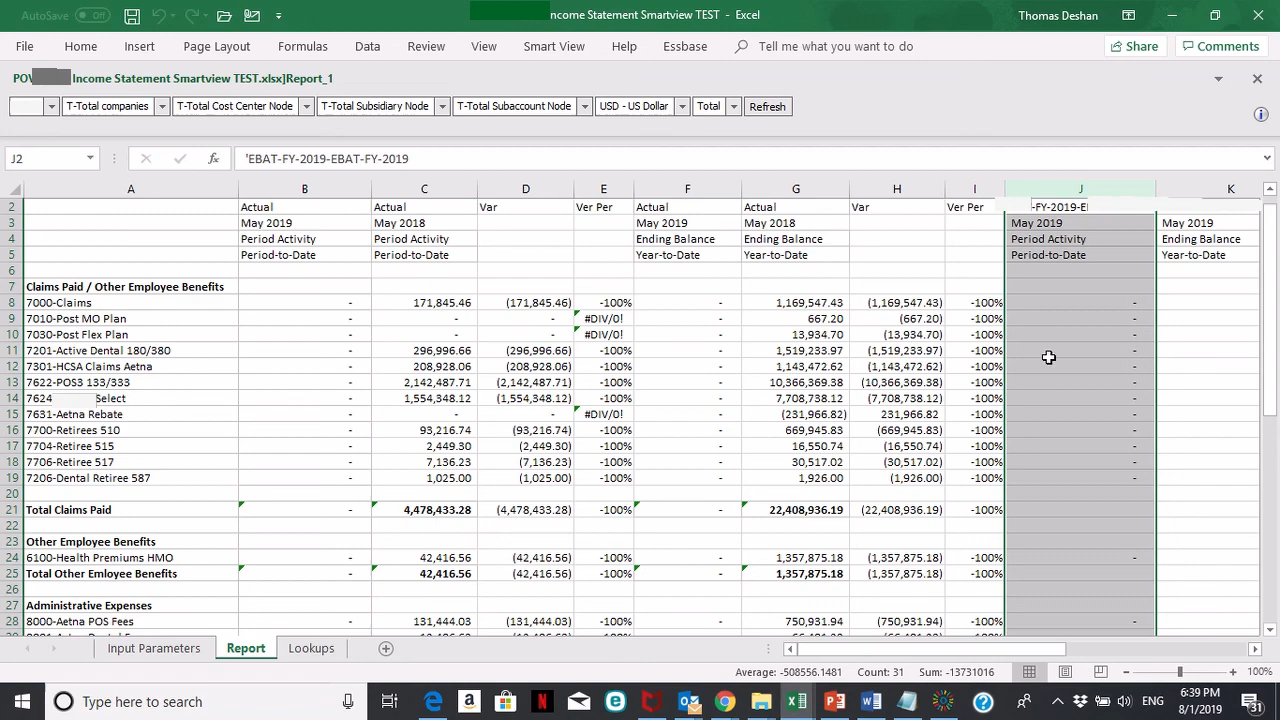 AutoSave Off Income Statement Smartview TEST - Excel Thomas Deshan
File Home Insert Page Layout Formulas Data Review View Smart View Help Essbase Tell me what you want to do Share Comments
POV Income Statement Smartview TEST.xlsx]Report_1
T-Total companies T-Total Cost Center Node T-Total Subsidiary Node T-Total Subaccount Node USD - US Dollar Total Refresh
J2 fx 'EBAT-FY-2019-EBAT-FY-2019
A B C D E F G H I J K
2 Actual Actual Var Ver Per Actual Actual Var Ver Per -FY-2019-EI
3 May 2019 May 2018 May 2019 May 2018 May 2019 May 2019
4 Period Activity Period Activity Ending Balance Ending Balance Period Activity Ending Balance
5 Period-to-Date Period-to-Date Year-to-Date Year-to-Date Period-to-Date Year-to-Date
6
7 Claims Paid / Other Employee Benefits
8 7000-Claims - 171,845.46 (171,845.46) -100% - 1,169,547.43 (1,169,547.43) -100% -
9 7010-Post MO Plan - - - #DIV/0! - 667.20 (667.20) -100% -
10 7030-Post Flex Plan - - - #DIV/0! - 13,934.70 (13,934.70) -100% -
11 7201-Active Dental 180/380 - 296,996.66 (296,996.66) -100% - 1,519,233.97 (1,519,233.97) -100% -
12 7301-HCSA Claims Aetna - 208,928.06 (208,928.06) -100% - 1,143,472.62 (1,143,472.62) -100% -
13 7622-POS3 133/333 - 2,142,487.71 (2,142,487.71) -100% - 10,366,369.38 (10,366,369.38) -100% -
14 7624 Select - 1,554,348.12 (1,554,348.12) -100% - 7,708,738.12 (7,708,738.12) -100% -
15 7631-Aetna Rebate - - - #DIV/0! - (231,966.82) 231,966.82 -100% -
16 7700-Retirees 510 - 93,216.74 (93,216.74) -100% - 669,945.83 (669,945.83) -100% -
17 7704-Retiree 515 - 2,449.30 (2,449.30) -100% - 16,550.74 (16,550.74) -100% -
18 7706-Retiree 517 - 7,136.23 (7,136.23) -100% - 30,517.02 (30,517.02) -100% -
19 7206-Dental Retiree 587 - 1,025.00 (1,025.00) -100% - 1,926.00 (1,926.00) -100% -
20
21 Total Claims Paid - 4,478,433.28 (4,478,433.28) -100% - 22,408,936.19 (22,408,936.19) -100%
22
23 Other Employee Benefits
24 6100-Health Premiums HMO - 42,416.56 (42,416.56) -100% - 1,357,875.18 (1,357,875.18) -100% -
25 Total Other Emloyee Benefits - 42,416.56 (42,416.56) -100% - 1,357,875.18 (1,357,875.18) -100%
26
27 Administrative Expenses
28 8000-Aetna POS Fees - 131,444.03 (131,444.03) -100% - 750,931.94 (750,931.94) -100% -
Input Parameters Report Lookups
Average: -508556.1481 Count: 31 Sum: -13731016 100%
Type here to search ENG 6:39 PM 8/1/2019 31